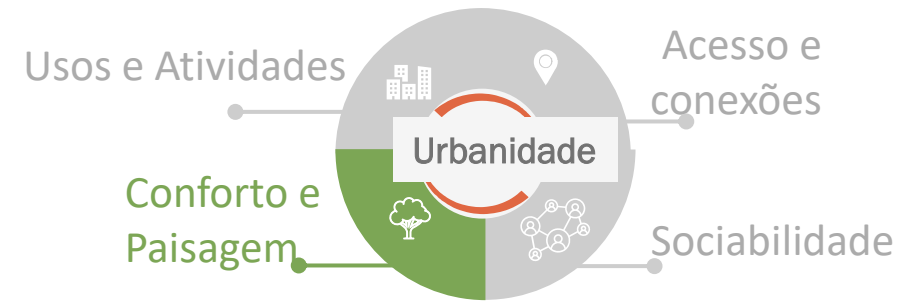 Usos e Atividades
Acesso e
conexões
Urbanidade
Conforto e
Paisagem
Sociabilidade